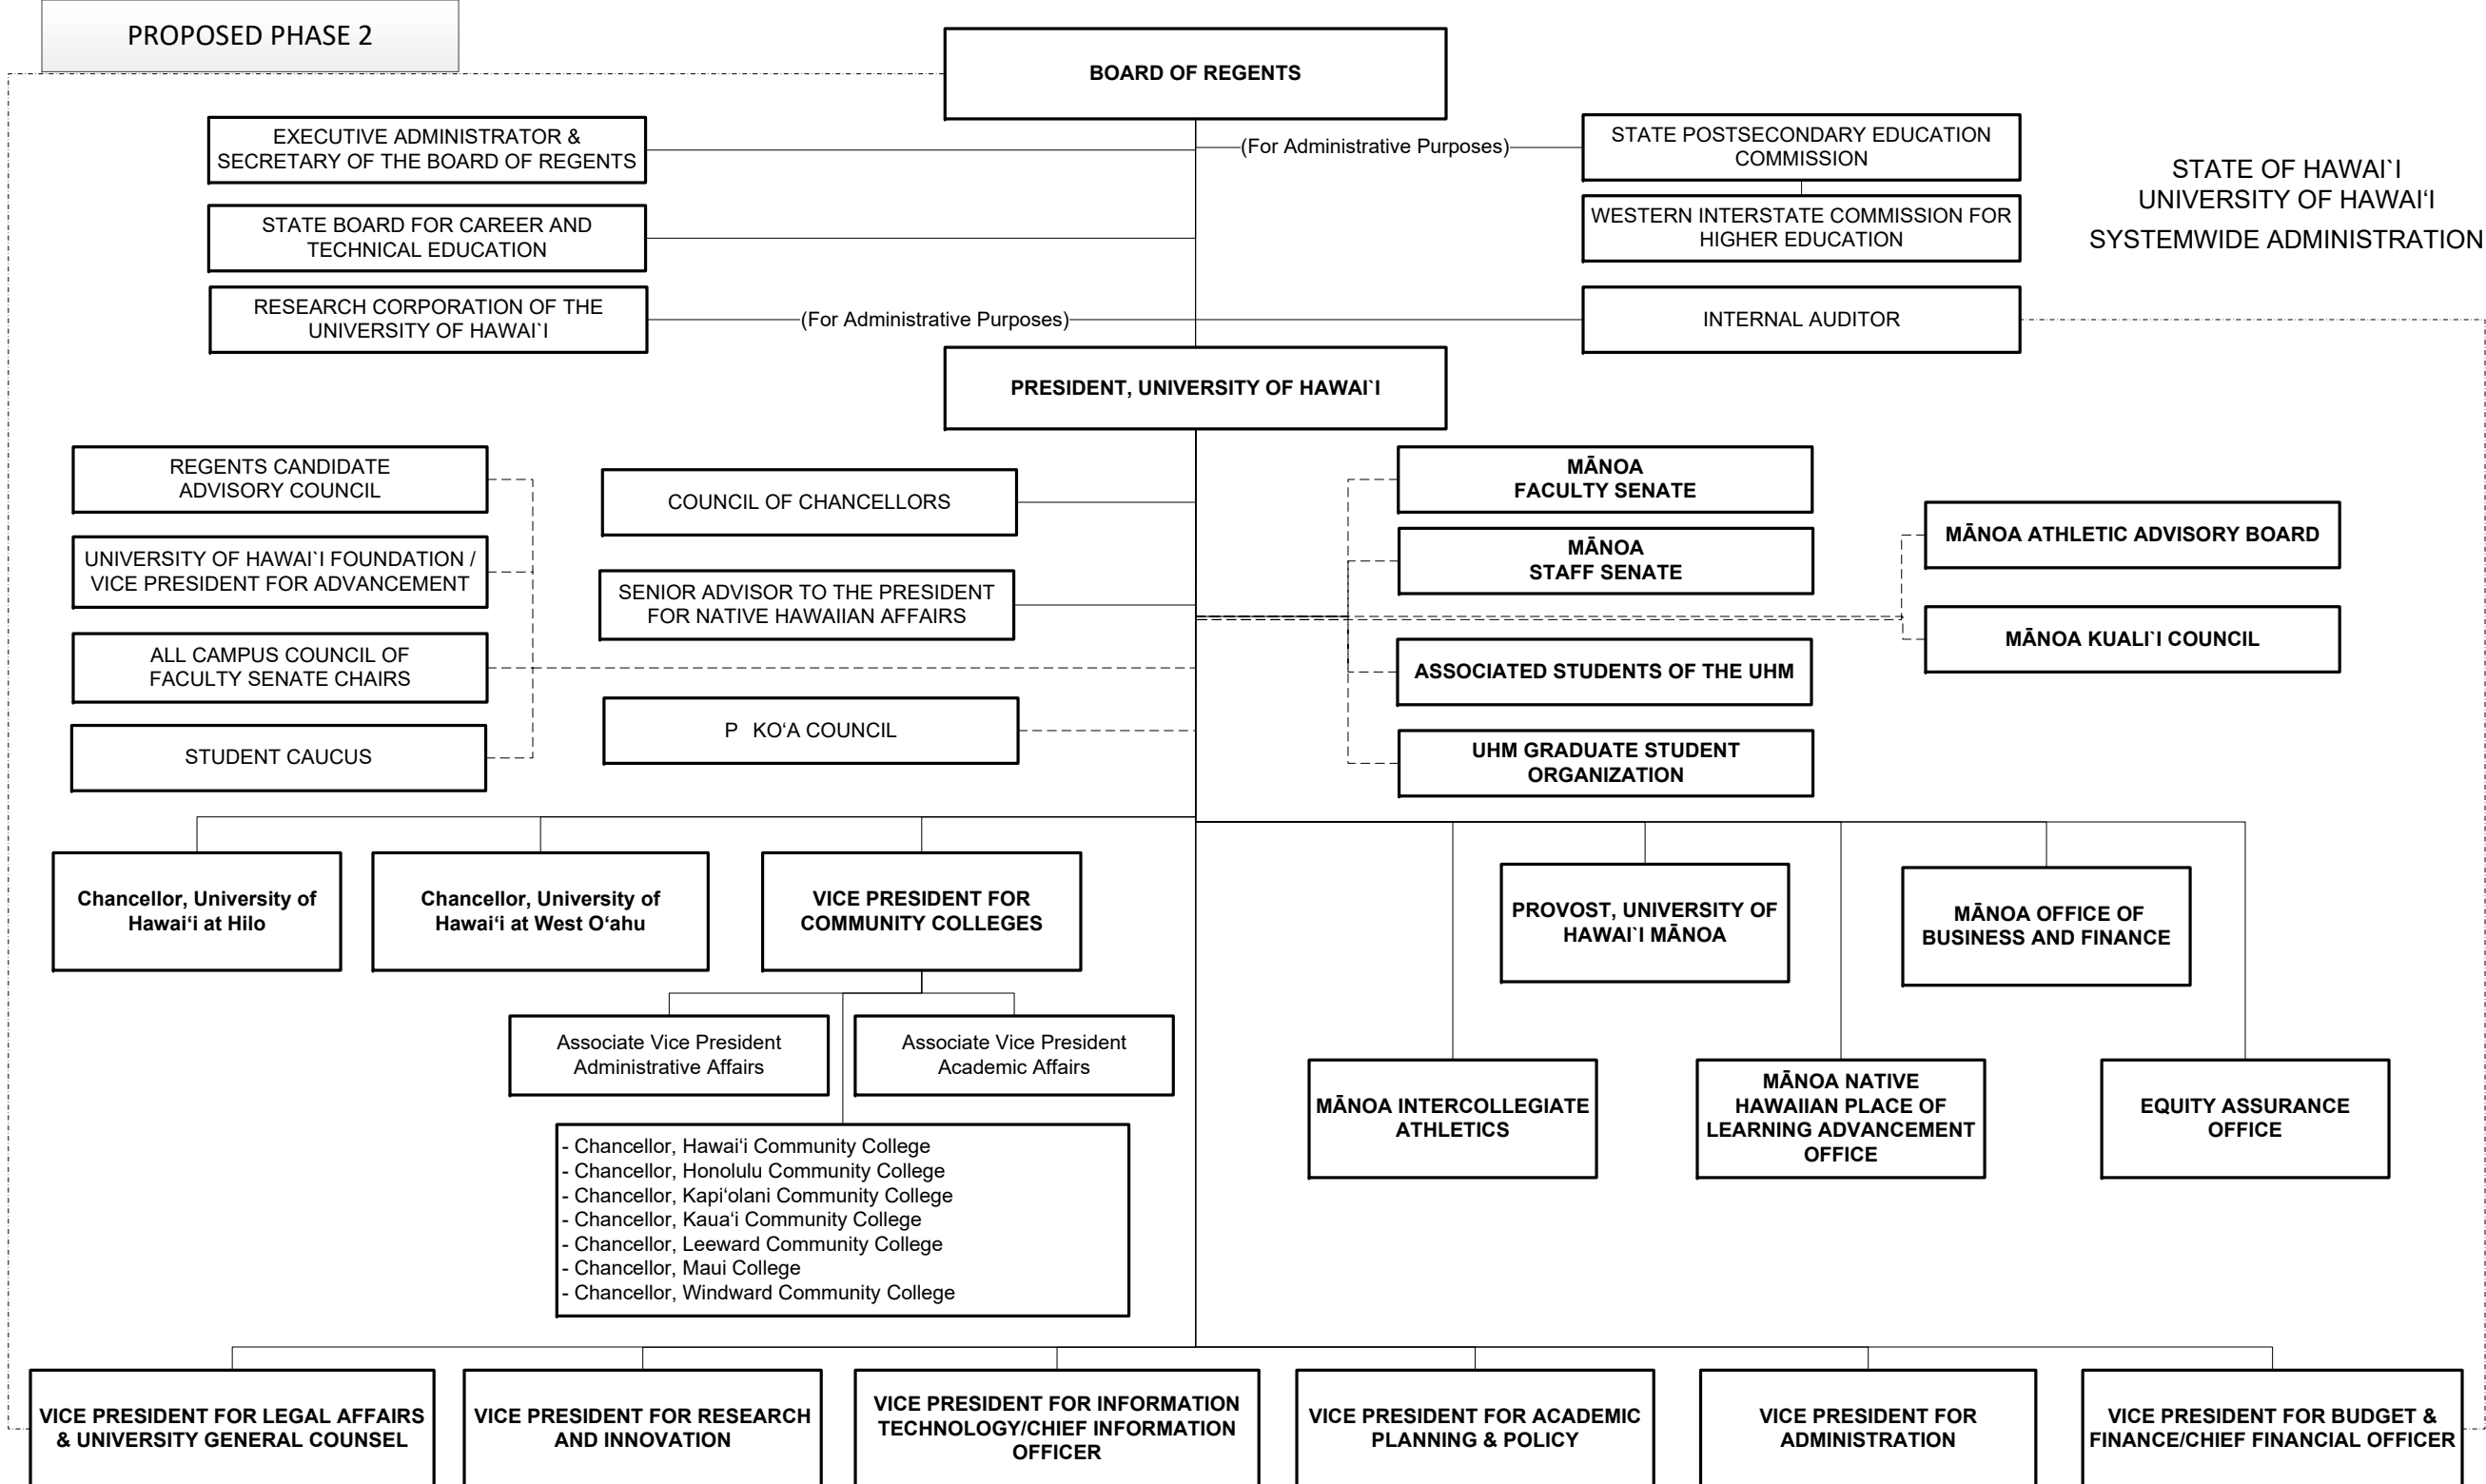 PROPOSED PHASE 2
BOARD OF REGENTS
EXECUTIVE ADMINISTRATOR &
SECRETARY OF THE BOARD OF REGENTS
(For Administrative Purposes)
STATE POSTSECONDARY EDUCATION
COMMISSION
STATE OF HAWAI`I
UNIVERSITY OF HAWAIʻI
SYSTEMWIDE ADMINISTRATION
STATE BOARD FOR CAREER AND
TECHNICAL EDUCATION
WESTERN INTERSTATE COMMISSION FOR
HIGHER EDUCATION
RESEARCH CORPORATION OF THE
UNIVERSITY OF HAWAI`I
(For Administrative Purposes)
INTERNAL AUDITOR
PRESIDENT, UNIVERSITY OF HAWAI`I
REGENTS CANDIDATE
ADVISORY COUNCIL
COUNCIL OF CHANCELLORS
MĀNOA
FACULTY SENATE
MĀNOA ATHLETIC ADVISORY BOARD
UNIVERSITY OF HAWAI`I FOUNDATION /
VICE PRESIDENT FOR ADVANCEMENT
SENIOR ADVISOR TO THE PRESIDENT
FOR NATIVE HAWAIIAN AFFAIRS
MĀNOA
STAFF SENATE
MĀNOA KUALI`I COUNCIL
ALL CAMPUS COUNCIL OF
FACULTY SENATE CHAIRS
ASSOCIATED STUDENTS OF THE UHM
STUDENT CAUCUS
P KOʻA COUNCIL
UHM GRADUATE STUDENT
ORGANIZATION
Chancellor, University of
Hawaiʻi at Hilo
Chancellor, University of
Hawaiʻi at West Oʻahu
VICE PRESIDENT FOR
COMMUNITY COLLEGES
PROVOST, UNIVERSITY OF
HAWAI`I MĀNOA
MĀNOA OFFICE OF
BUSINESS AND FINANCE
Associate Vice President
Administrative Affairs
Associate Vice President
Academic Affairs
MĀNOA INTERCOLLEGIATE
ATHLETICS
MĀNOA NATIVE
HAWAIIAN PLACE OF
LEARNING ADVANCEMENT
OFFICE
EQUITY ASSURANCE
OFFICE
- Chancellor, Hawaiʻi Community College
- Chancellor, Honolulu Community College
- Chancellor, Kapiʻolani Community College
- Chancellor, Kauaʻi Community College
- Chancellor, Leeward Community College
- Chancellor, Maui College
- Chancellor, Windward Community College
VICE PRESIDENT FOR LEGAL AFFAIRS
& UNIVERSITY GENERAL COUNSEL
VICE PRESIDENT FOR RESEARCH
AND INNOVATION
VICE PRESIDENT FOR INFORMATION
TECHNOLOGY/CHIEF INFORMATION
OFFICER
VICE PRESIDENT FOR ACADEMIC
PLANNING & POLICY
VICE PRESIDENT FOR
ADMINISTRATION
VICE PRESIDENT FOR BUDGET &
FINANCE/CHIEF FINANCIAL OFFICER